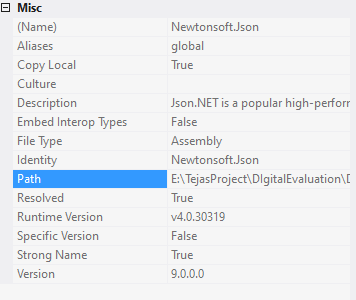 Misc
(Name) Newtonsoft.Json
Aliases global
Copy Local True
Culture
Description Json.NET is a popular high-perforr
Embed Interop Types False
File Type Assembly
Identity Newtonsoft.Json
Path E:\TejasProject\DIgitalEvaluation\D
Resolved True
Runtime Version v4.0.30319
Specific Version False
Strong Name True
Version 9.0.0.0